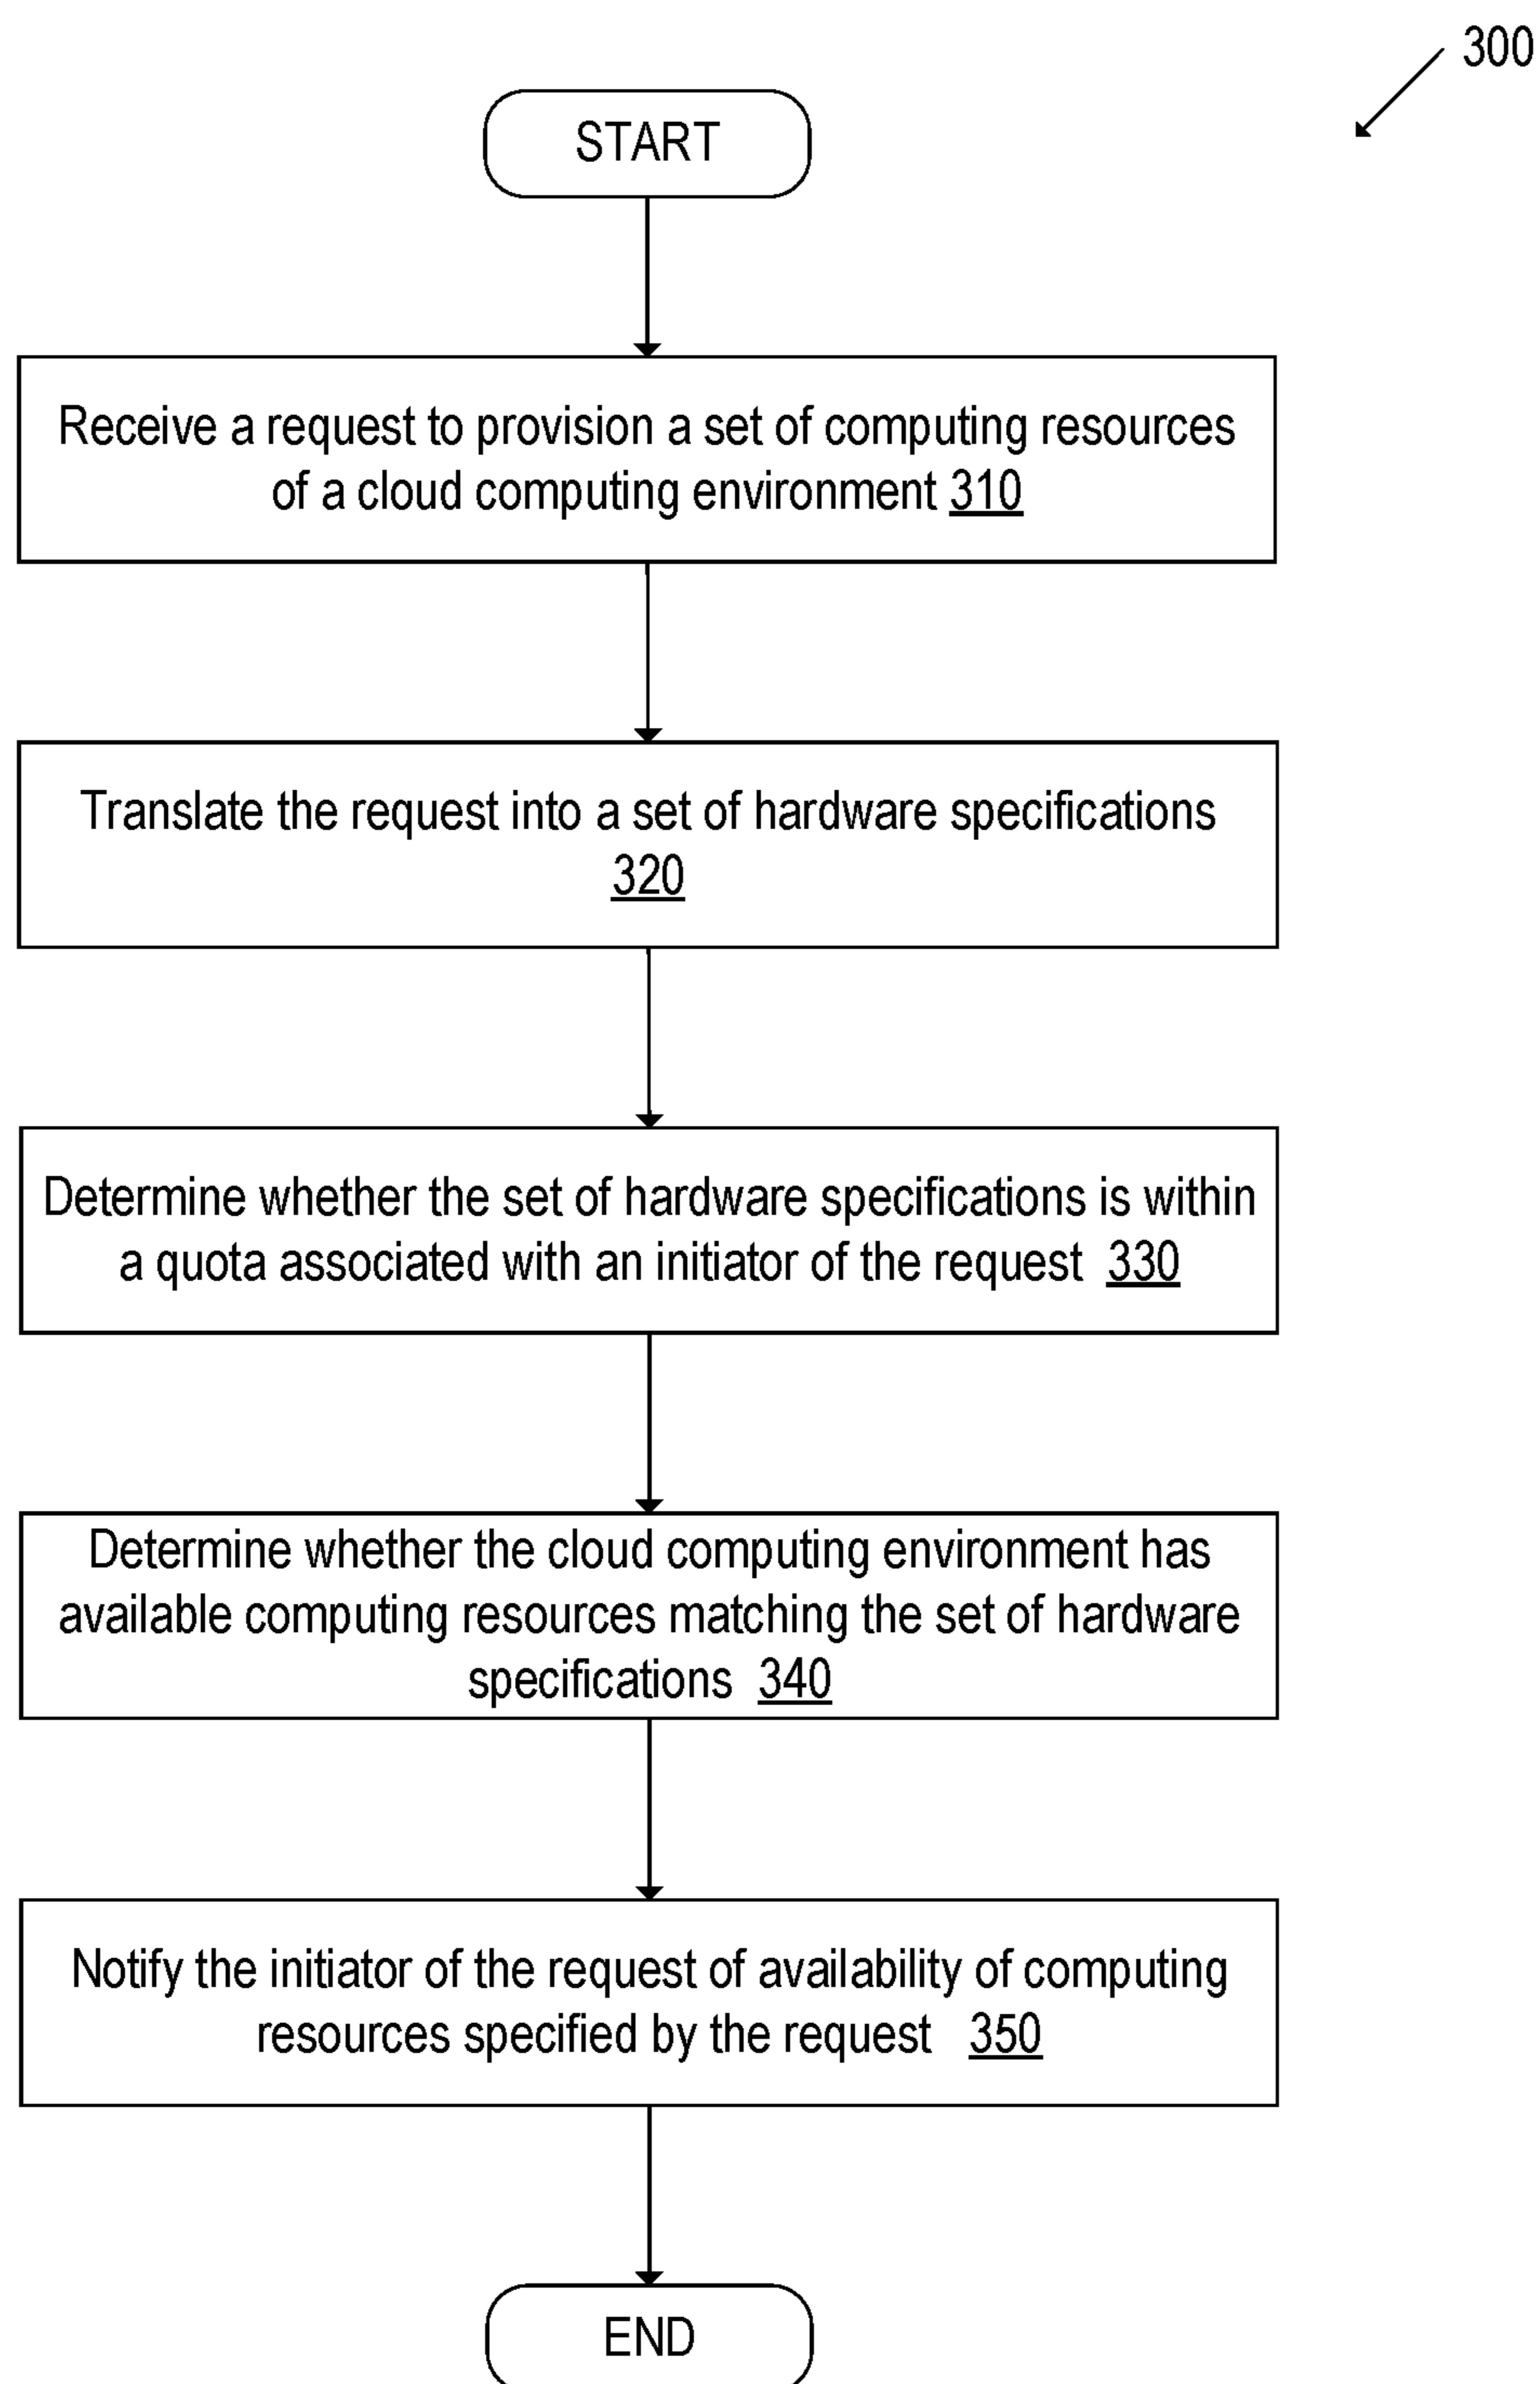 300
START
Receive a request to provision a set of computing resources
of a cloud computing environment 310
Translate the request into a set of hardware specifications
320
Determine whether the set of hardware specifications is within
a quota associated with an initiator of the request 330
Determine whether the cloud computing environment has
available computing resources matching the set of hardware
specifications 340
Notify the initiator of the request of availability of computing
resources specified by the request 350
END